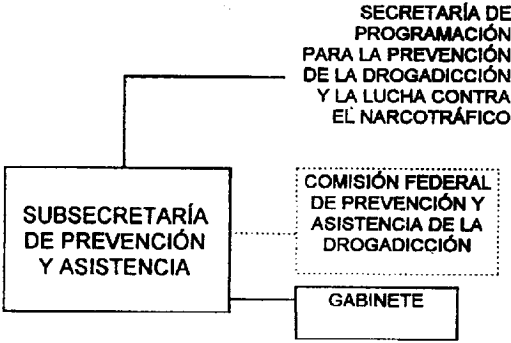 SECRETARÍA DE
PROGRAMACIÓN
PARA LA PREVENCIÓN
DE LA DROGADICCIÓN
Y LA LUCHA CONTRA
EL NARCOTRÁFICO
SUBSECRETARÍA
DE PREVENCIÓN
Y ASISTENCIA
COMISIÓN FEDERAL
DE PREVENCIÓN Y
ASISTENCIA DE LA
DROGADICCIÓN
GABINETE